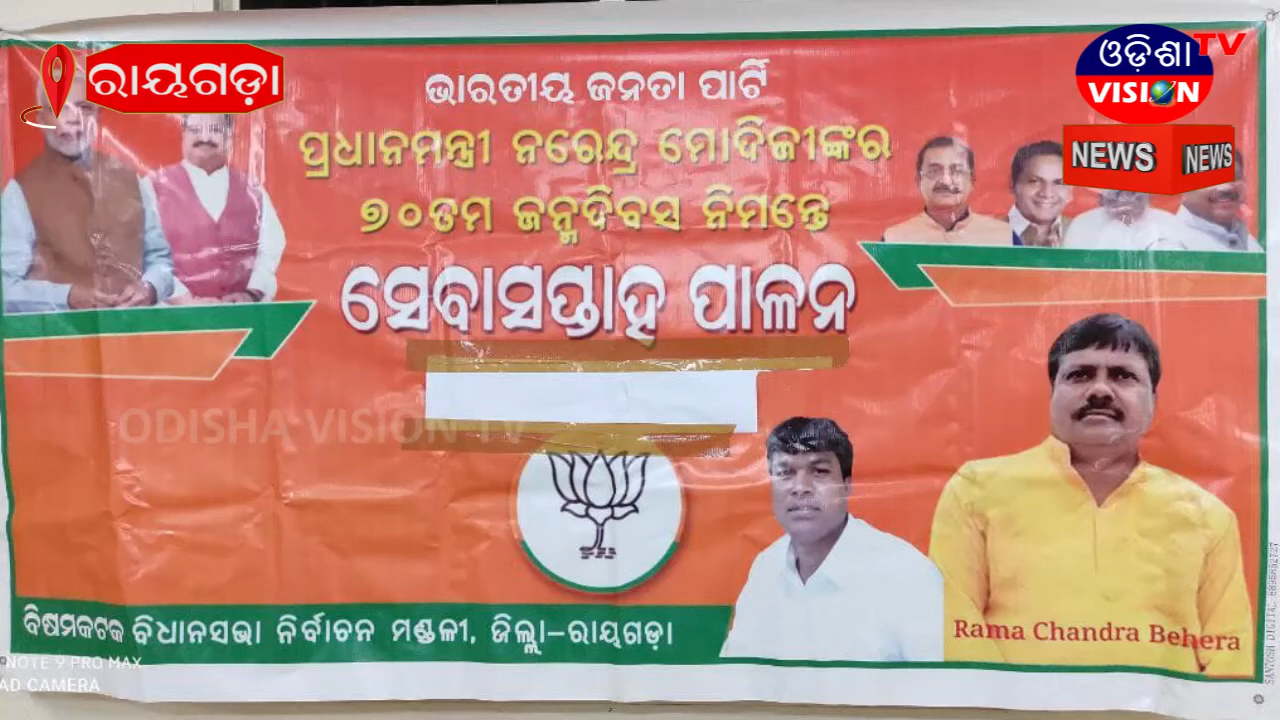 ରାୟଗଡ଼ା
ଓଡ଼ିଶା TV
VISION
NEWS NEWS
ଭାରତୀୟ ଜନତା ପାର୍ଟି
ପ୍ରଧାନମନ୍ତ୍ରୀ ନରେନ୍ଦ୍ର ମୋଦିଜୀଙ୍କର
୭୦ତମ ଜନ୍ମଦିବସ ନିମନ୍ତେ
ସେବାସପ୍ତାହ ପାଳନ
ODISHA VISION TV
ବିଷମକଟକ ବିଧାନସଭା ନିର୍ବାଚନ ମଣ୍ଡଳୀ, ଜିଲ୍ଲା-ରାୟଗଡ଼ା
Rama Chandra Behera
NOTE 9 PRO MAX
AD CAMERA